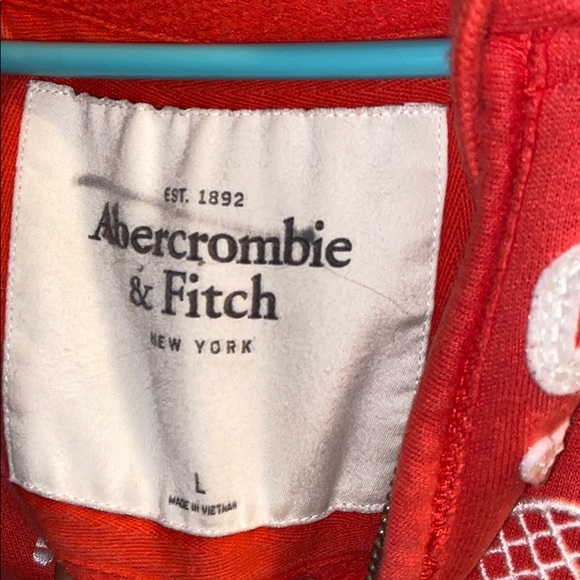 EST. 1892
Abercrombie
& Fitch
NEW YORK
L
MADE IN VIETNAM